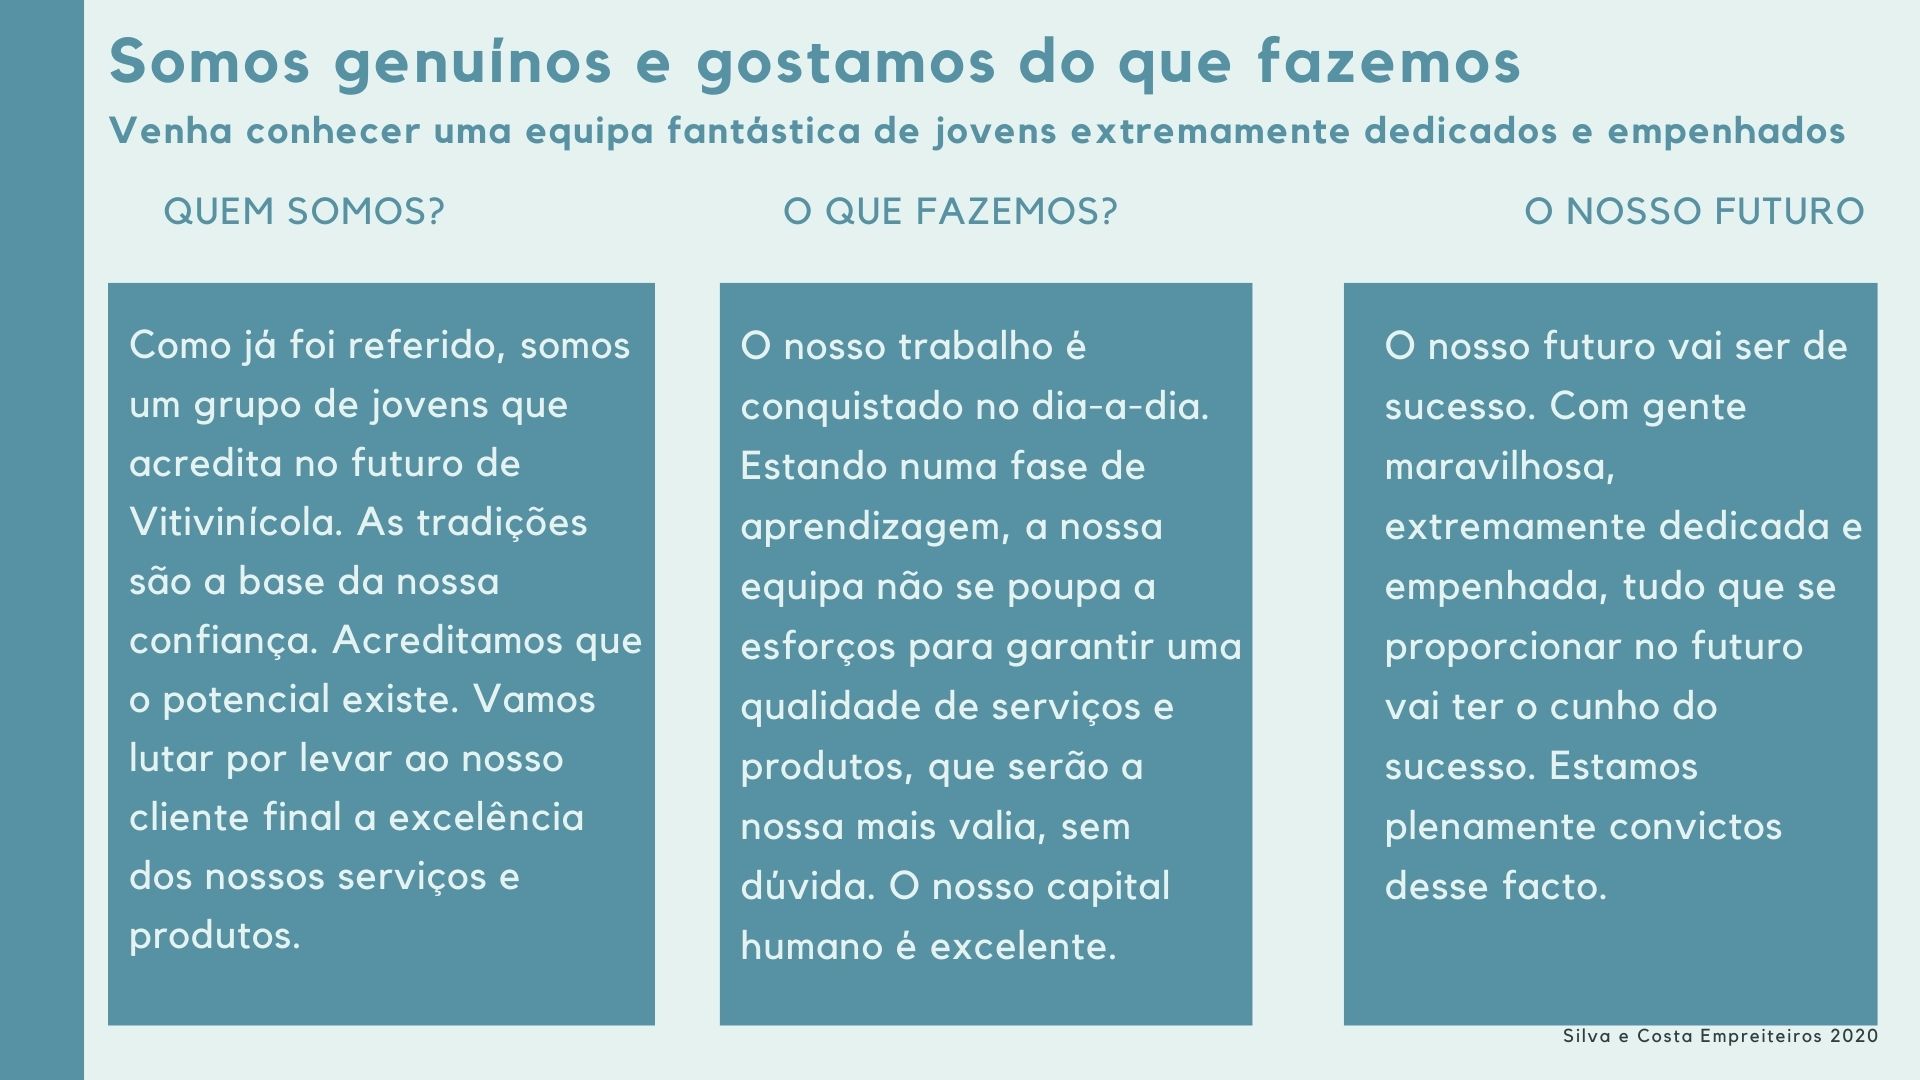 Somos genuínos e gostamos do que fazemos
Venha conhecer uma equipa fantástica de jovens extremamente dedicados e empenhados
QUEM SOMOS?
Como já foi referido, somos
um grupo de jovens que
acredita no futuro de
Vitivinícola. As tradições
são a base da nossa
confiança. Acreditamos que
o potencial existe. Vamos
lutar por levar ao nosso
cliente final a excelência
dos nossos serviços e
produtos.
O QUE FAZEMOS?
O nosso trabalho é
conquistado no dia-a-dia.
Estando numa fase de
aprendizagem, a nossa
equipa não se poupa a
esforços para garantir uma
qualidade de serviços e
produtos, que serão a
nossa mais valia, sem
dúvida. O nosso capital
humano é excelente.
O NOSSO FUTURO
O nosso futuro vai ser de
sucesso. Com gente
maravilhosa,
extremamente dedicada e
empenhada, tudo que se
proporcionar no futuro
vai ter o cunho do
sucesso. Estamos
plenamente convictos
desse facto.
Silva e Costa Empreiteiros 2020